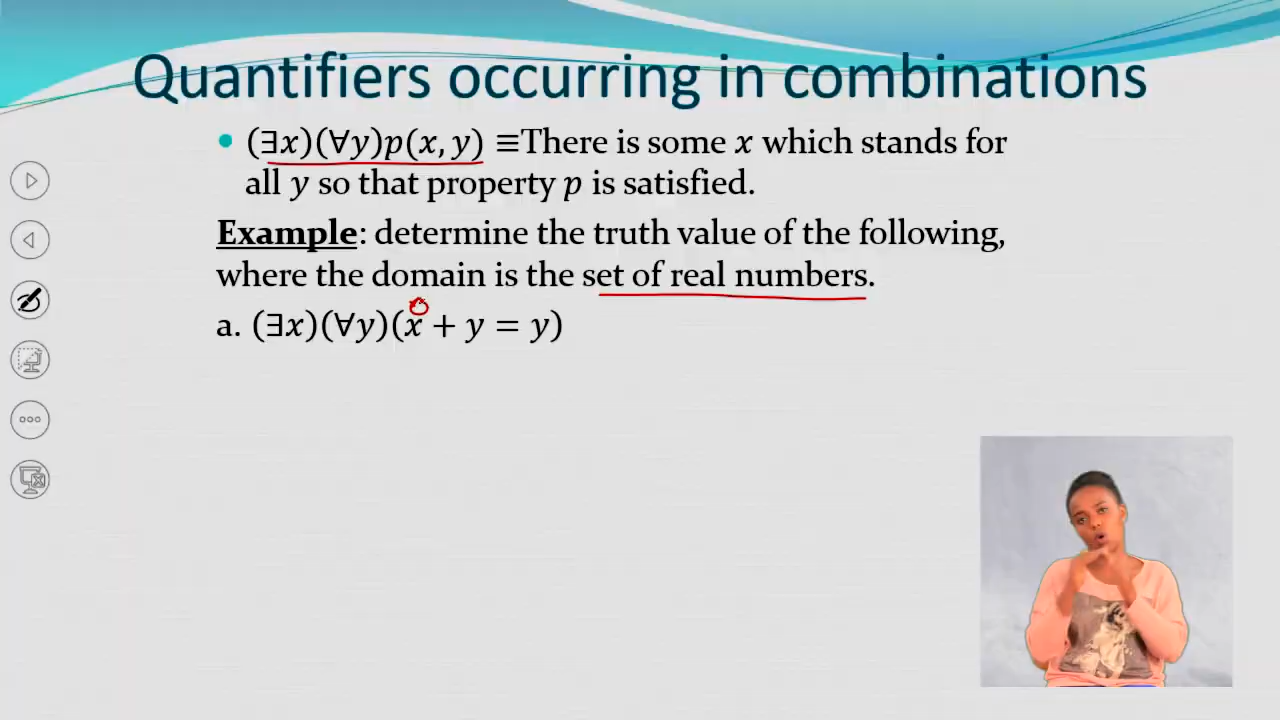 Quantifiers occurring in combinations
• (∃x)(∀y)p(x, y) ≡There is some x which stands for
all y so that property p is satisfied.
Example: determine the truth value of the following,
where the domain is the set of real numbers.
0
a. (∃x)(∀y)(x + y = y)